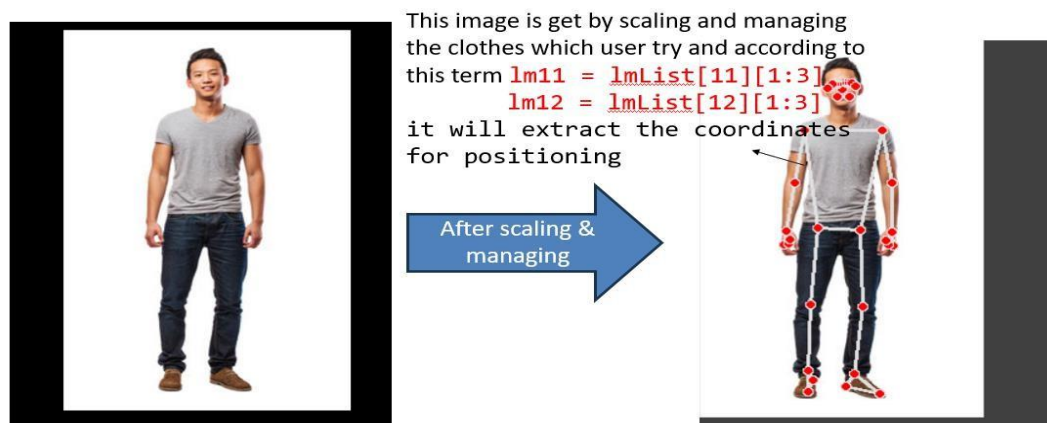 This image is get by scaling and managing
the clothes which user try and according to
this term lm11 = lmList[11][1:3]
lm12 = lmList[12][1:3]
it will extract the coordinates
for positioning
After scaling &
managing